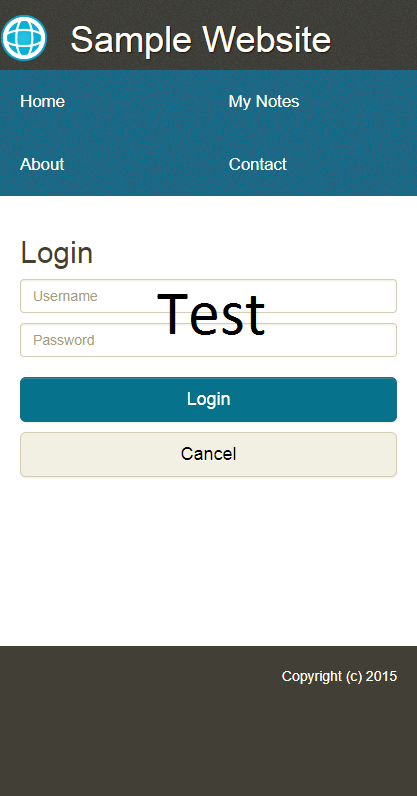 Sample Website
Home My Notes
About Contact
Login
Username
Test
Password
Login
Cancel
Copyright (c) 2015